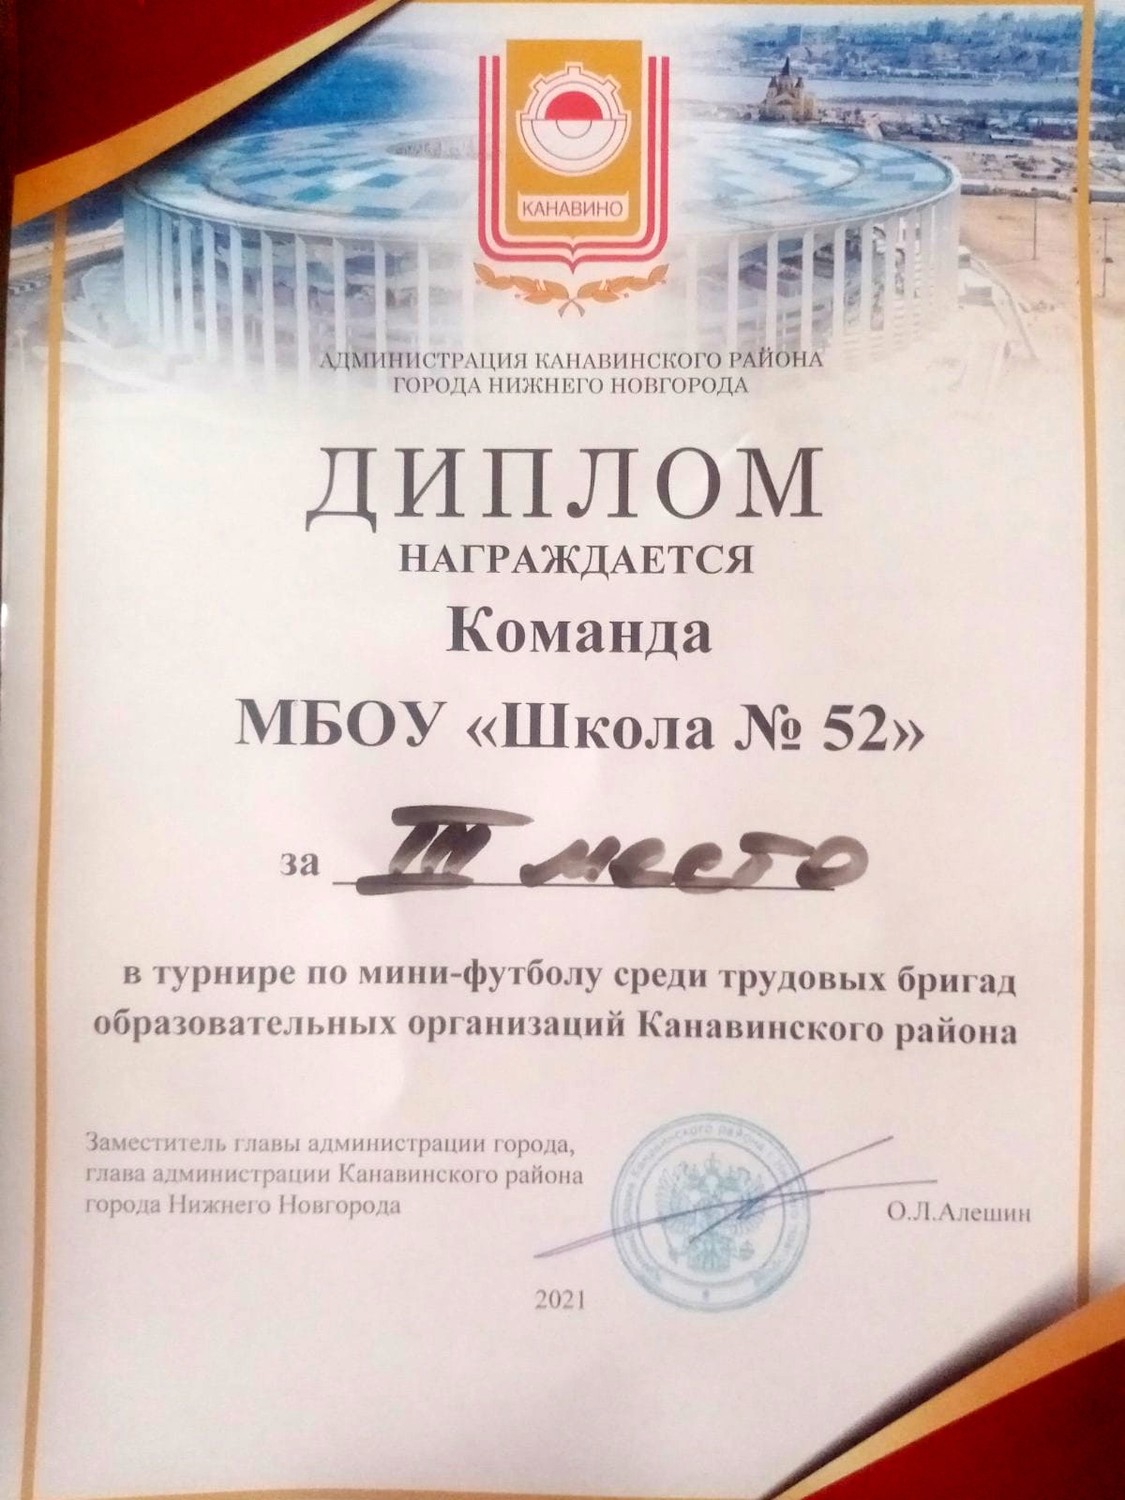 КАНАВИНО
АДМИНИСТРАЦИЯ КАНАВИНСКОГО РАЙОНА
ГОРОДА НИЖНЕГО НОВГОРОДА
ДИПЛОМ
НАГРАЖДАЕТСЯ
Команда
МБОУ «Школа № 52»
за III место
в турнире по мини-футболу среди трудовых бригад
образовательных организаций Канавинского района
Заместитель главы администрации города,
глава администрации Канавинского района
города Нижнего Новгорода
Канавинского района
О.Л.Алешин
2021